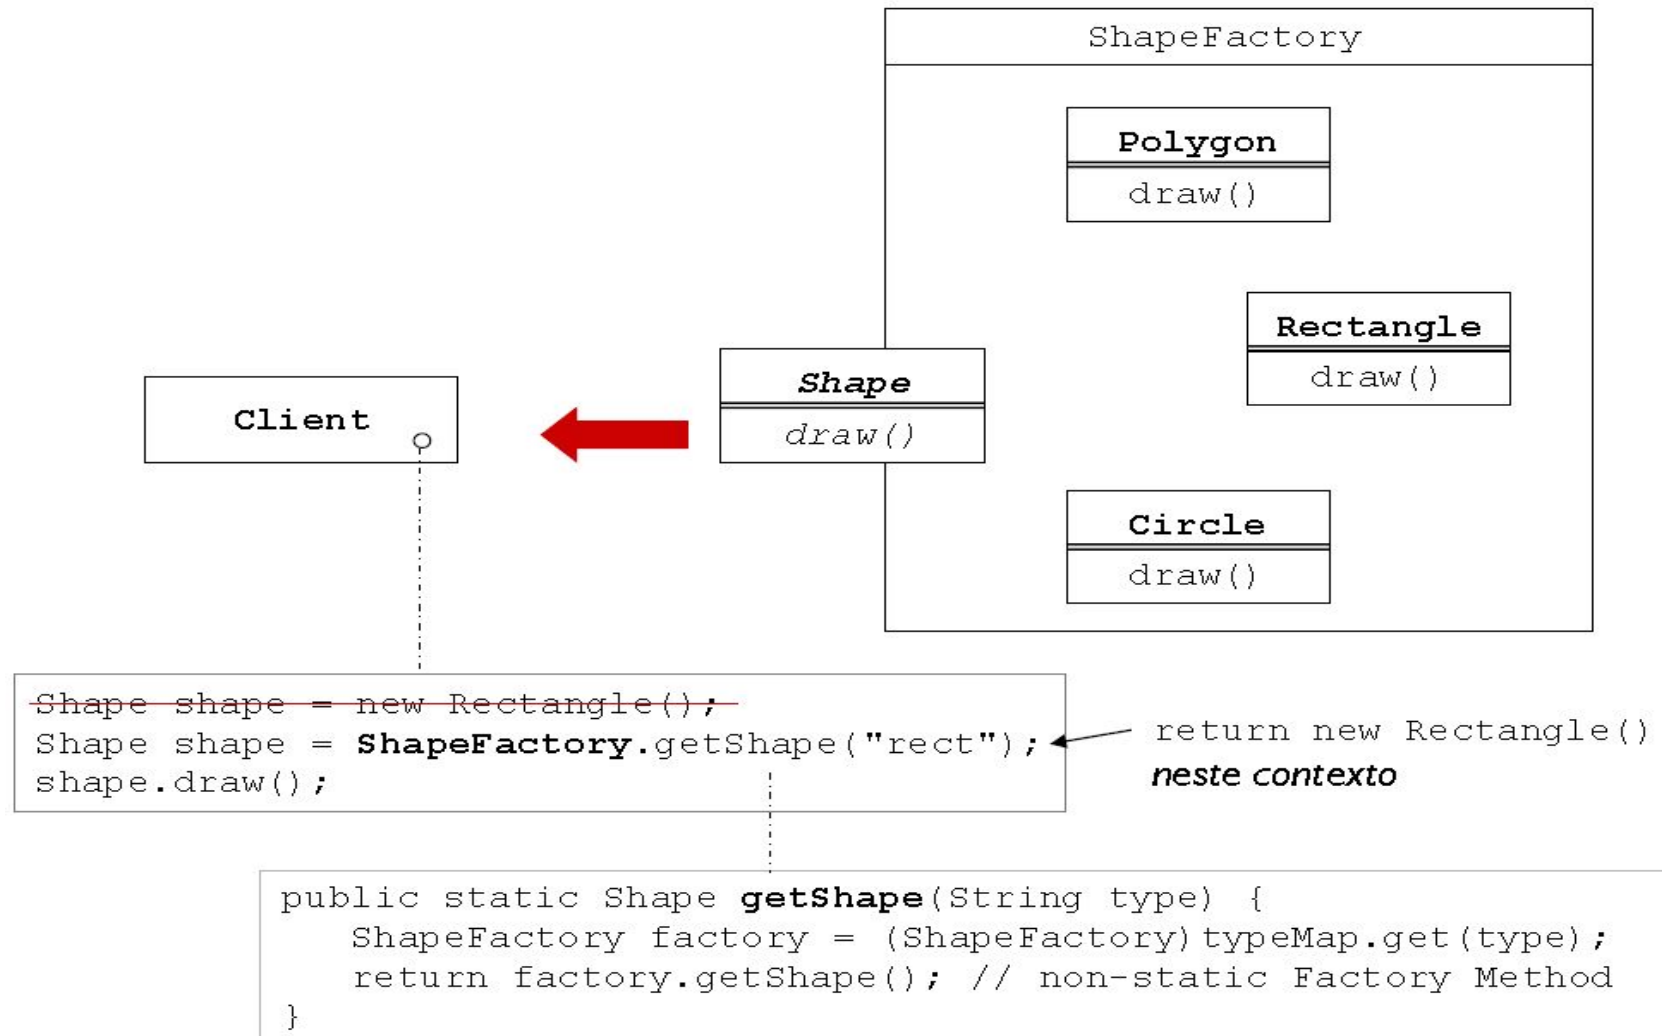 ShapeFactory
Polygon
draw()
Rectangle
draw()
Shape
draw()
Client
Circle
draw()
Shape shape = new Rectangle();
Shape shape = ShapeFactory.getShape("rect");
shape.draw();
return new Rectangle()
neste contexto
public static Shape getShape(String type) {
ShapeFactory factory = (ShapeFactory)typeMap.get(type);
return factory.getShape(); // non-static Factory Method
}